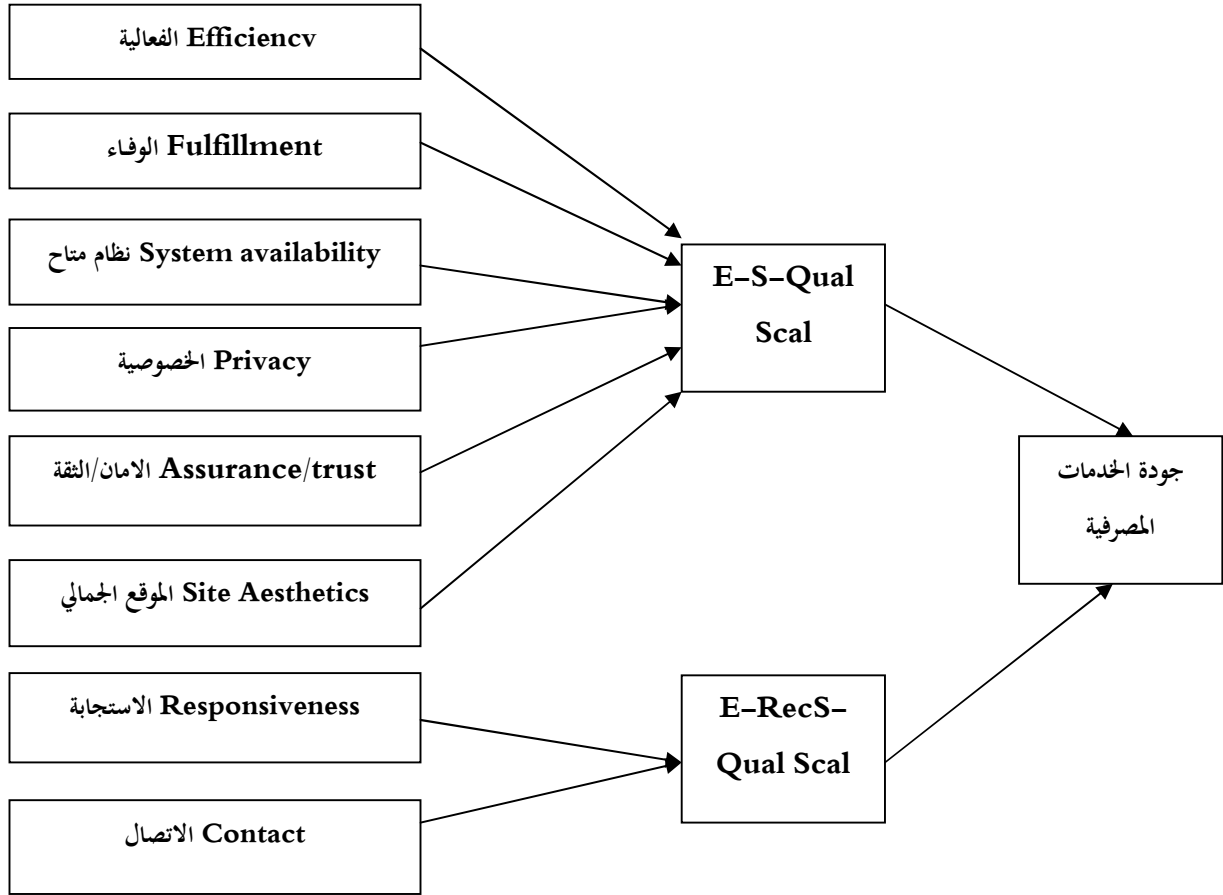 الفعالية Efficiencv
الوفاء Fulfillment
نظام متاح System availability
الخصوصية Privacy
الامان/الثقة Assurance/trust
الموقع الجمالي Site Aesthetics
الاستجابة Responsiveness
الاتصال Contact
E-S-Qual
Scal
E-RecS-
Qual Scal
جودة الخدمات
المصرفية